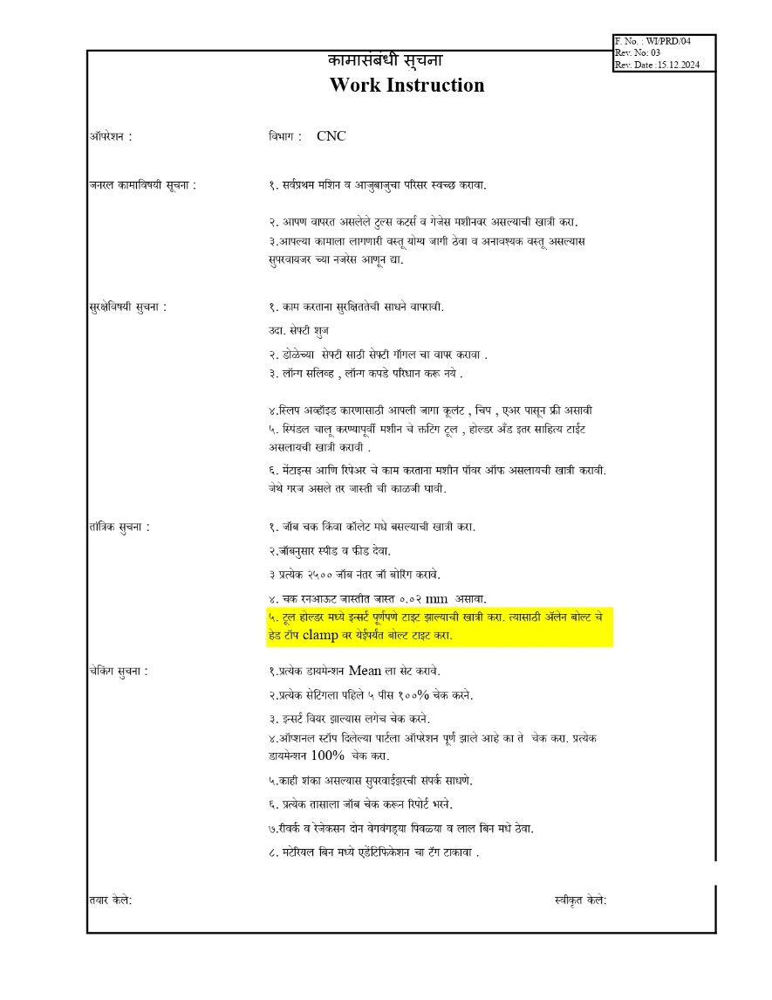 F. No. : WI/PRD/04
Rev. No: 03
Rev. Date :15.12.2024
कामासंबंधी सूचना
Work Instruction
ऑपरेशन : विभाग : CNC
जनरल कामाविषयी सूचना : १. सर्वप्रथम मशिन व आजुबाजुचा परिसर स्वच्छ करावा.
२. आपण वापरत असलेले टुल्स कटर्स व गेजेस मशीनवर असल्याची खात्री करा.
३.आपल्या कामाला लागणारी वस्तू योग्य जागी ठेवा व अनावश्यक वस्तू असल्यास
सुपरवायजर च्या नजरेस आणून द्या.
सुरक्षेविषयी सुचना : १. काम करताना सुरक्षिततेची साधने वापरावी.
उदा. सेफ्टी शुज
२. डोळेच्या सेफ्टी साठी सेफ्टी गॉगल चा वापर करावा .
३. लॉन्ग सलिव्ह , लॉन्ग कपडे परिधान करू नये .
४.स्लिप अव्हॉइड कारणासाठी आपली जागा कूलंट , चिप , एअर पासून फ्री असावी
५. स्पिंडल चालू करण्यापूर्वी मशीन चे कटिंग टूल , होल्डर अँड इतर साहित्य टाईट
असलायची खात्री करावी .
६. मेंटाइन्स आणि रिपेअर चे काम करताना मशीन पॉवर ऑफ असलायची खात्री करावी.
जेथे गरज असले तर जास्ती ची काळजी घावी.
तांत्रिक सुचना : १. जॉब चक किंवा कॉलेट मधे बसल्याची खात्री करा.
२.जॉबनुसार स्पीड व फीड देवा.
३ प्रत्येक २५०० जॉब नंतर जॉ बोरिंग करावे.
४. चक रनआऊट जास्तीत जास्त ०.०२ mm असावा.
५. टूल होल्डर मध्ये इन्सर्ट पूर्णपणे टाइट झाल्याची खात्री करा. त्यासाठी अ‍ॅलेन बोल्ट चे
हेड टॉप clamp वर येईपर्यंत बोल्ट टाइट करा.
चेकिंग सुचना : १.प्रत्येक डायमेन्शन Mean ला सेट करावे.
२.प्रत्येक सेटिंगला पहिले ५ पीस १००% चेक करने.
३. इन्सर्ट वियर झाल्यास लगेच चेक करने.
४.ऑप्शनल स्टॉप दिलेल्या पार्टला ऑपरेशन पूर्ण झाले आहे का ते चेक करा. प्रत्येक
डायमेन्शन 100% चेक करा.
५.काही शंका असल्यास सुपरवाईझरची संपर्क साधणे.
६. प्रत्येक तासाला जॉब चेक करून रिपोर्ट भरने.
७.रीवर्क व रेजेकसन दोन वेगवंगड्या पिवळ्या व लाल बिन मधे ठेवा.
८. मटेरियल बिन मध्ये एडेंटिफिकेशन चा टॅग टाकावा .
तयार केले: स्वीकृत केले: